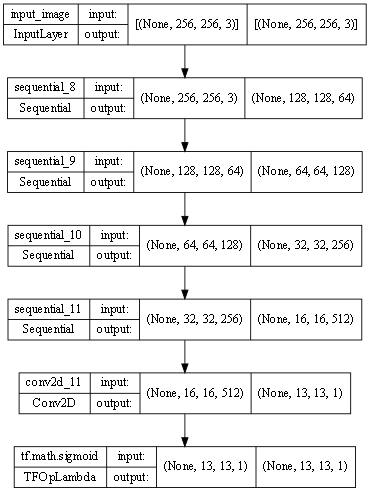 input_image input: [(None, 256, 256, 3)] [(None, 256, 256, 3)]
InputLayer output:
sequential_8 input: (None, 256, 256, 3) (None, 128, 128, 64)
Sequential output:
sequential_9 input: (None, 128, 128, 64) (None, 64, 64, 128)
Sequential output:
sequential_10 input: (None, 64, 64, 128) (None, 32, 32, 256)
Sequential output:
sequential_11 input: (None, 32, 32, 256) (None, 16, 16, 512)
Sequential output:
conv2d_11 input: (None, 16, 16, 512) (None, 13, 13, 1)
Conv2D output:
tf.math.sigmoid input: (None, 13, 13, 1) (None, 13, 13, 1)
TFOpLambda output: